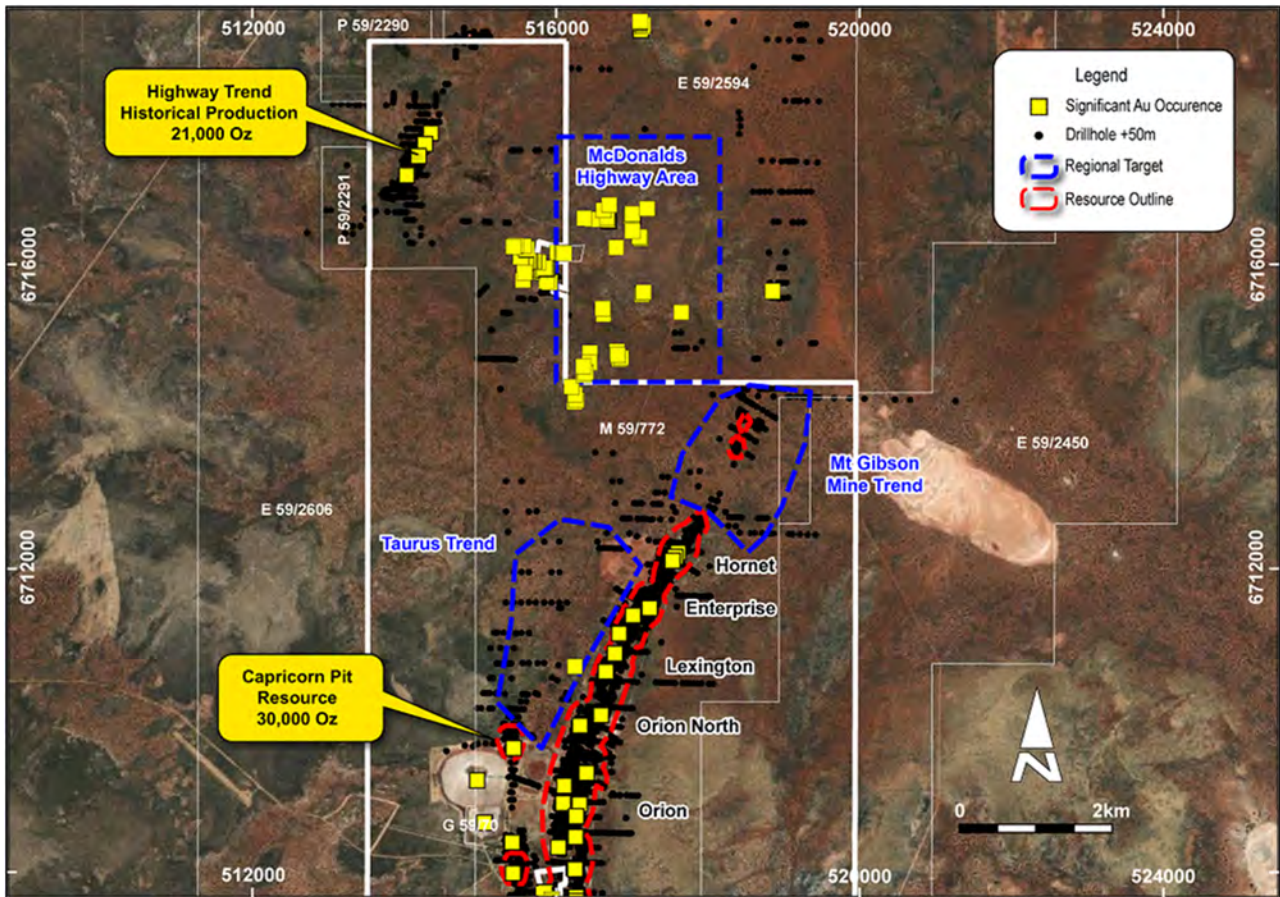 512000
516000
520000
524000
P 59/2290
E 59/2594
Highway Trend
Historical Production
21,000 Oz
Legend
Significant Au Occurence
Drillhole +50m
Regional Target
Resource Outline
McDonalds
Highway Area
P 59/2291
6716000
6716000
M 59/772
E 59/2450
Mt Gibson
Mine Trend
E 59/2606
Taurus Trend
6712000
6712000
Hornet
Enterprise
Lexington
Capricorn Pit
Resource
30,000 Oz
Orion North
Orion
G 59/70
N
0
2km
512000
520000
524000